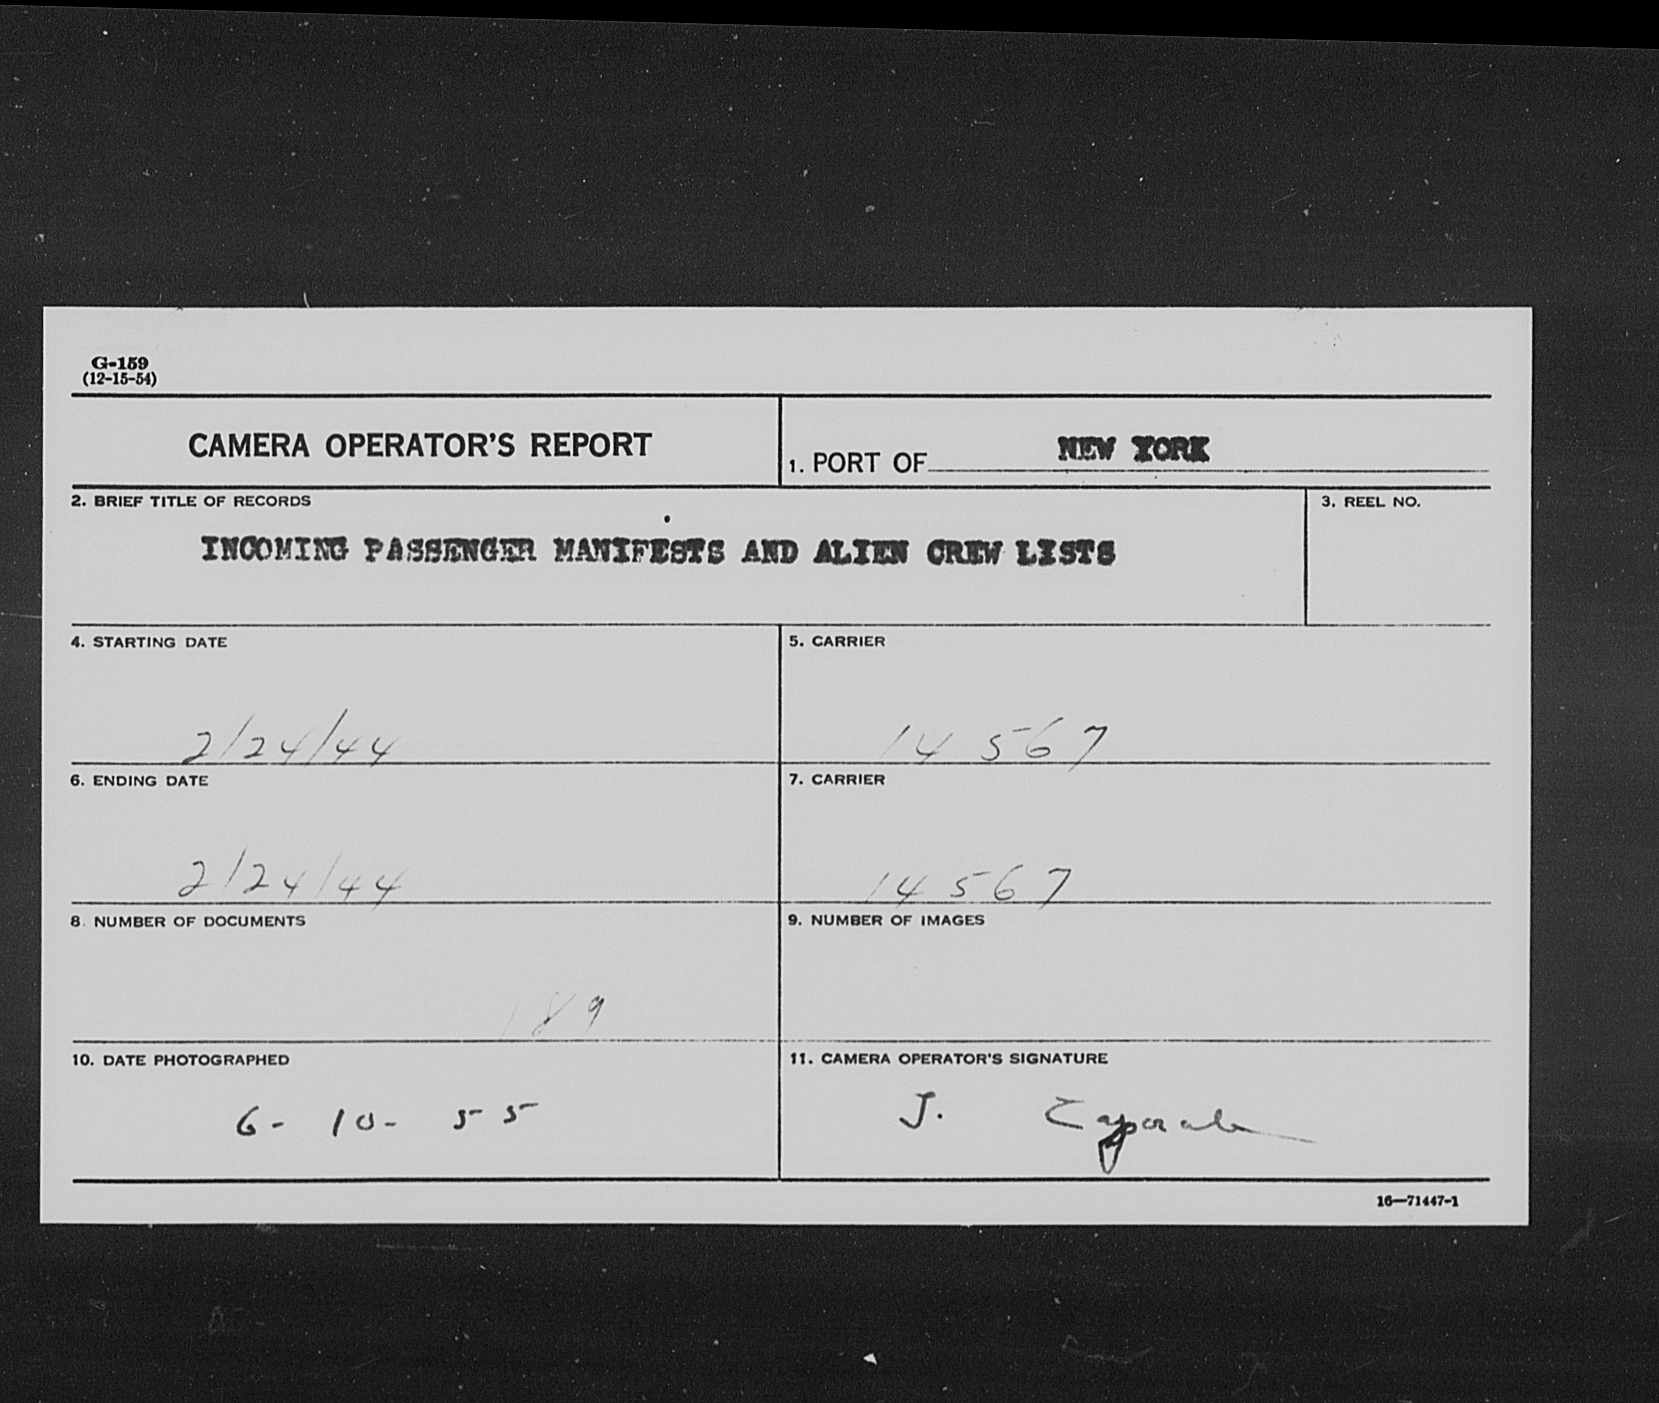 G-159
(12-15-54)
CAMERA OPERATOR'S REPORT
1. PORT OF NEW YORK
2. BRIEF TITLE OF RECORDS
INCOMING PASSENGER MANIFESTS AND ALIEN CREW LISTS
3. REEL NO.
4. STARTING DATE
2/24/44
5. CARRIER
14567
6. ENDING DATE
2/24/44
7. CARRIER
14567
8. NUMBER OF DOCUMENTS
189
9. NUMBER OF IMAGES
10. DATE PHOTOGRAPHED
6-10-55
11. CAMERA OPERATOR'S SIGNATURE
J.
16—71447-1